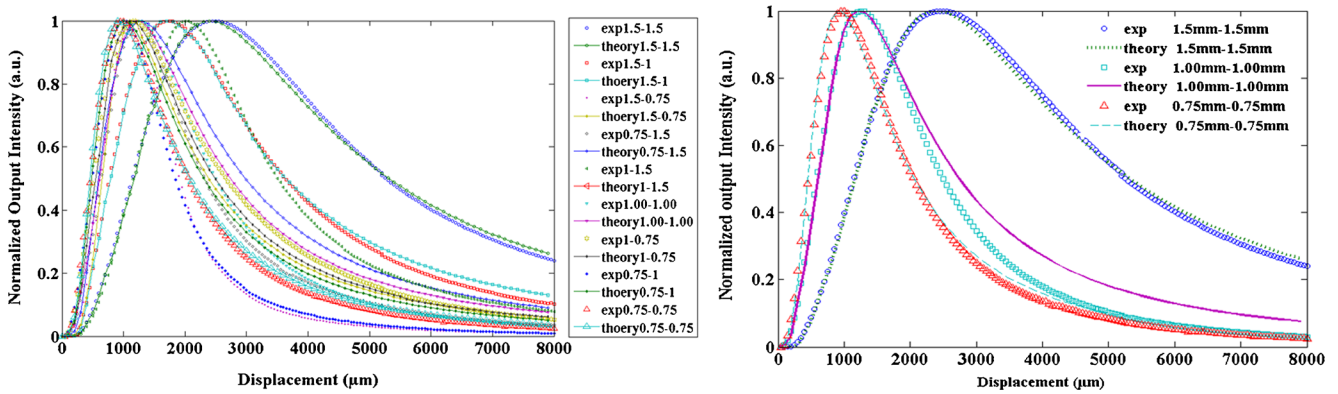 Normalized Output Intensity (a.u.)
1
0.8
0.6
0.4
0.2
0
0 1000 2000 3000 4000 5000 6000 7000 8000
Displacement (µm)
exp1.5-1.5
theory1.5-1.5
exp1.5-1
thoery1.5-1
exp1.5-0.75
thoery1.5-0.75
exp0.75-1.5
theory0.75-1.5
exp1-1.5
theory1-1.5
exp1.00-1.00
theory1.00-1.00
exp1-0.75
theory1-0.75
exp0.75-1
thoery0.75-1
exp0.75-0.75
thoery0.75-0.75
Normalized output Intensity (a.u.)
1
0.8
0.6
0.4
0.2
0
0 1000 2000 3000 4000 5000 6000 7000 8000
Displacement (µm)
exp 1.5mm-1.5mm
theory 1.5mm-1.5mm
exp 1.00mm-1.00mm
theory 1.00mm-1.00mm
exp 0.75mm-0.75mm
thoery 0.75mm-0.75mm